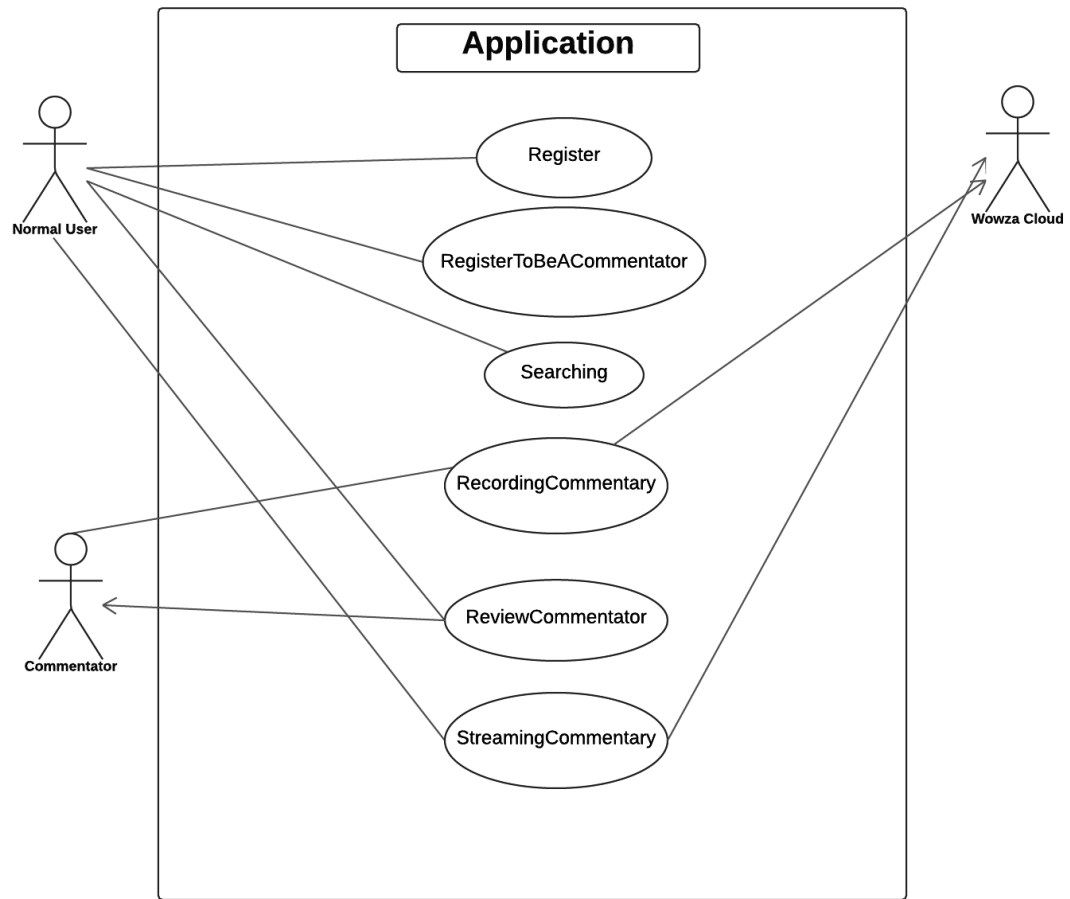 Application
Register
Normal User
Wowza Cloud
RegisterToBeACommentator
Searching
RecordingCommentary
ReviewCommentator
Commentator
StreamingCommentary